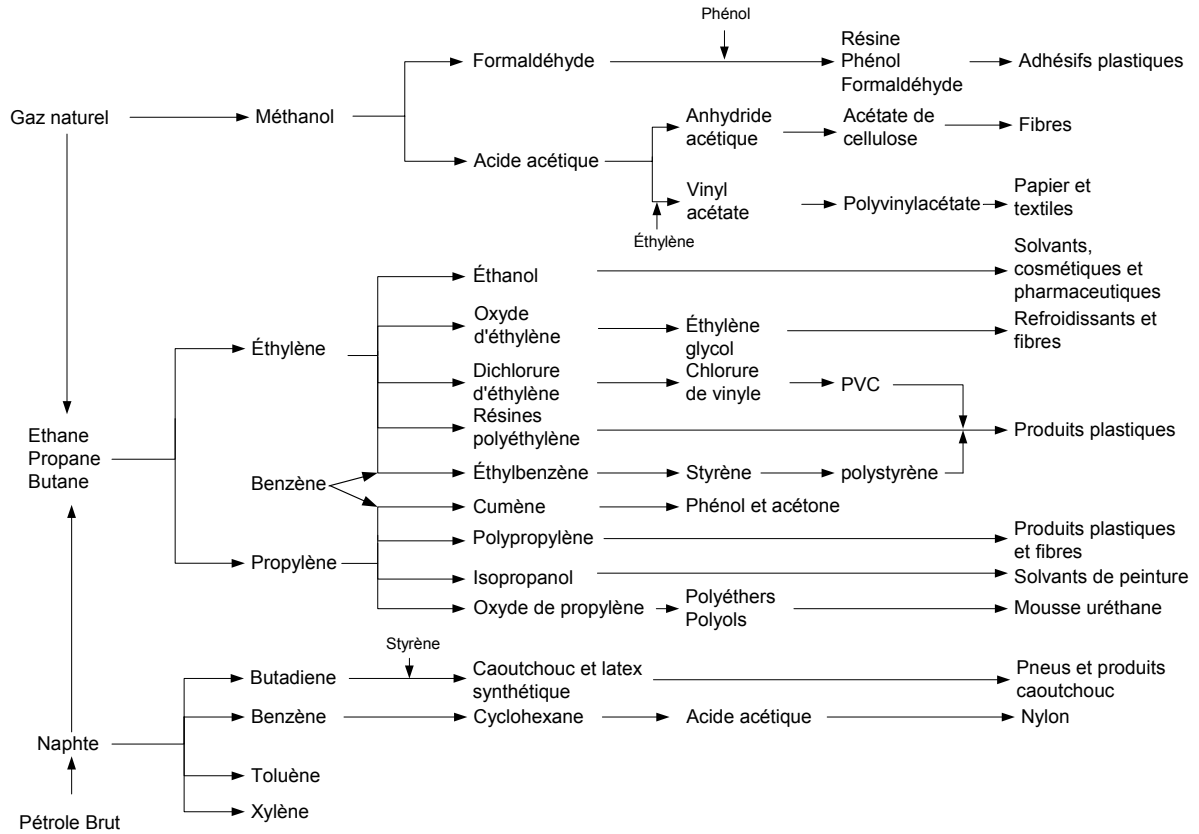 Phénol
Formaldéhyde
Résine
Phénol
Formaldéhyde
Adhésifs plastiques
Gaz naturel
Méthanol
Anhydride
acétique
Acétate de
cellulose
Fibres
Acide acétique
Vinyl
acétate
Polyvinylacétate
Papier et
textiles
Éthylène
Éthanol
Solvants,
cosmétiques et
pharmaceutiques
Oxyde
d'éthylène
Éthylène
glycol
Refroidissants et
fibres
Éthylène
Dichlorure
d'éthylène
Chlorure
de vinyle
PVC
Résines
polyéthylène
Produits plastiques
Ethane
Propane
Butane
Benzène
Éthylbenzène
Styrène
polystyrène
Cumène
Phénol et acétone
Polypropylène
Produits plastiques
et fibres
Propylène
Isopropanol
Solvants de peinture
Oxyde de propylène
Polyéthers
Polyols
Mousse uréthane
Styrène
Butadiene
Caoutchouc et latex
synthétique
Pneus et produits
caoutchouc
Benzène
Cyclohexane
Acide acétique
Nylon
Naphte
Toluène
Xylène
Pétrole Brut